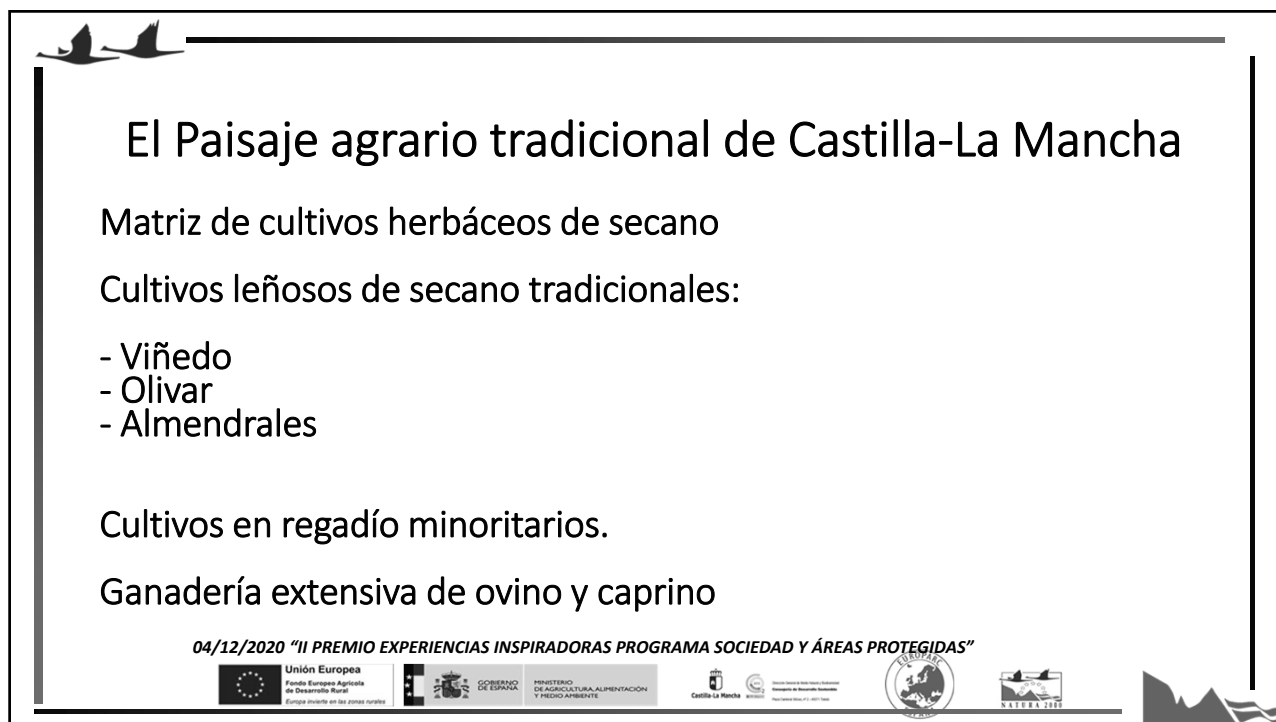 El Paisaje agrario tradicional de Castilla-La Mancha
Matriz de cultivos herbáceos de secano
Cultivos leñosos de secano tradicionales:
- Viñedo
- Olivar
- Almendrales
Cultivos en regadío minoritarios.
Ganadería extensiva de ovino y caprino
04/12/2020 “II PREMIO EXPERIENCIAS INSPIRADORAS PROGRAMA SOCIEDAD Y ÁREAS PROTEGIDAS”
Unión Europea
Fondo Europeo Agrícola
de Desarrollo Rural
Europa invierte en las zonas rurales
GOBIERNO
DE ESPAÑA
MINISTERIO
DE AGRICULTURA, ALIMENTACIÓN
Y MEDIO AMBIENTE
Castilla-La Mancha
EUROPARC
ESPAÑA
NATURA 2000